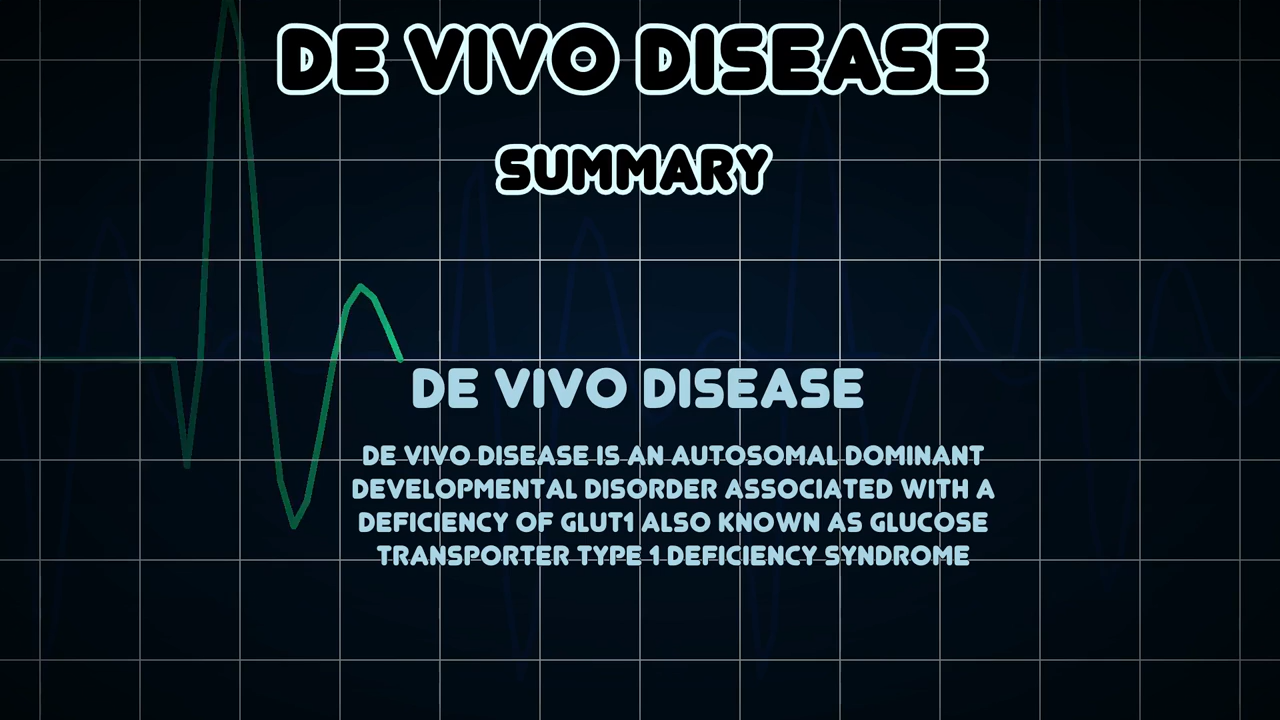 DE VIVO DISEASE
SUMMARY
DE VIVO DISEASE
DE VIVO DISEASE IS AN AUTOSOMAL DOMINANT
DEVELOPMENTAL DISORDER ASSOCIATED WITH A
DEFICIENCY OF GLUT1 ALSO KNOWN AS GLUCOSE
TRANSPORTER TYPE 1 DEFICIENCY SYNDROME